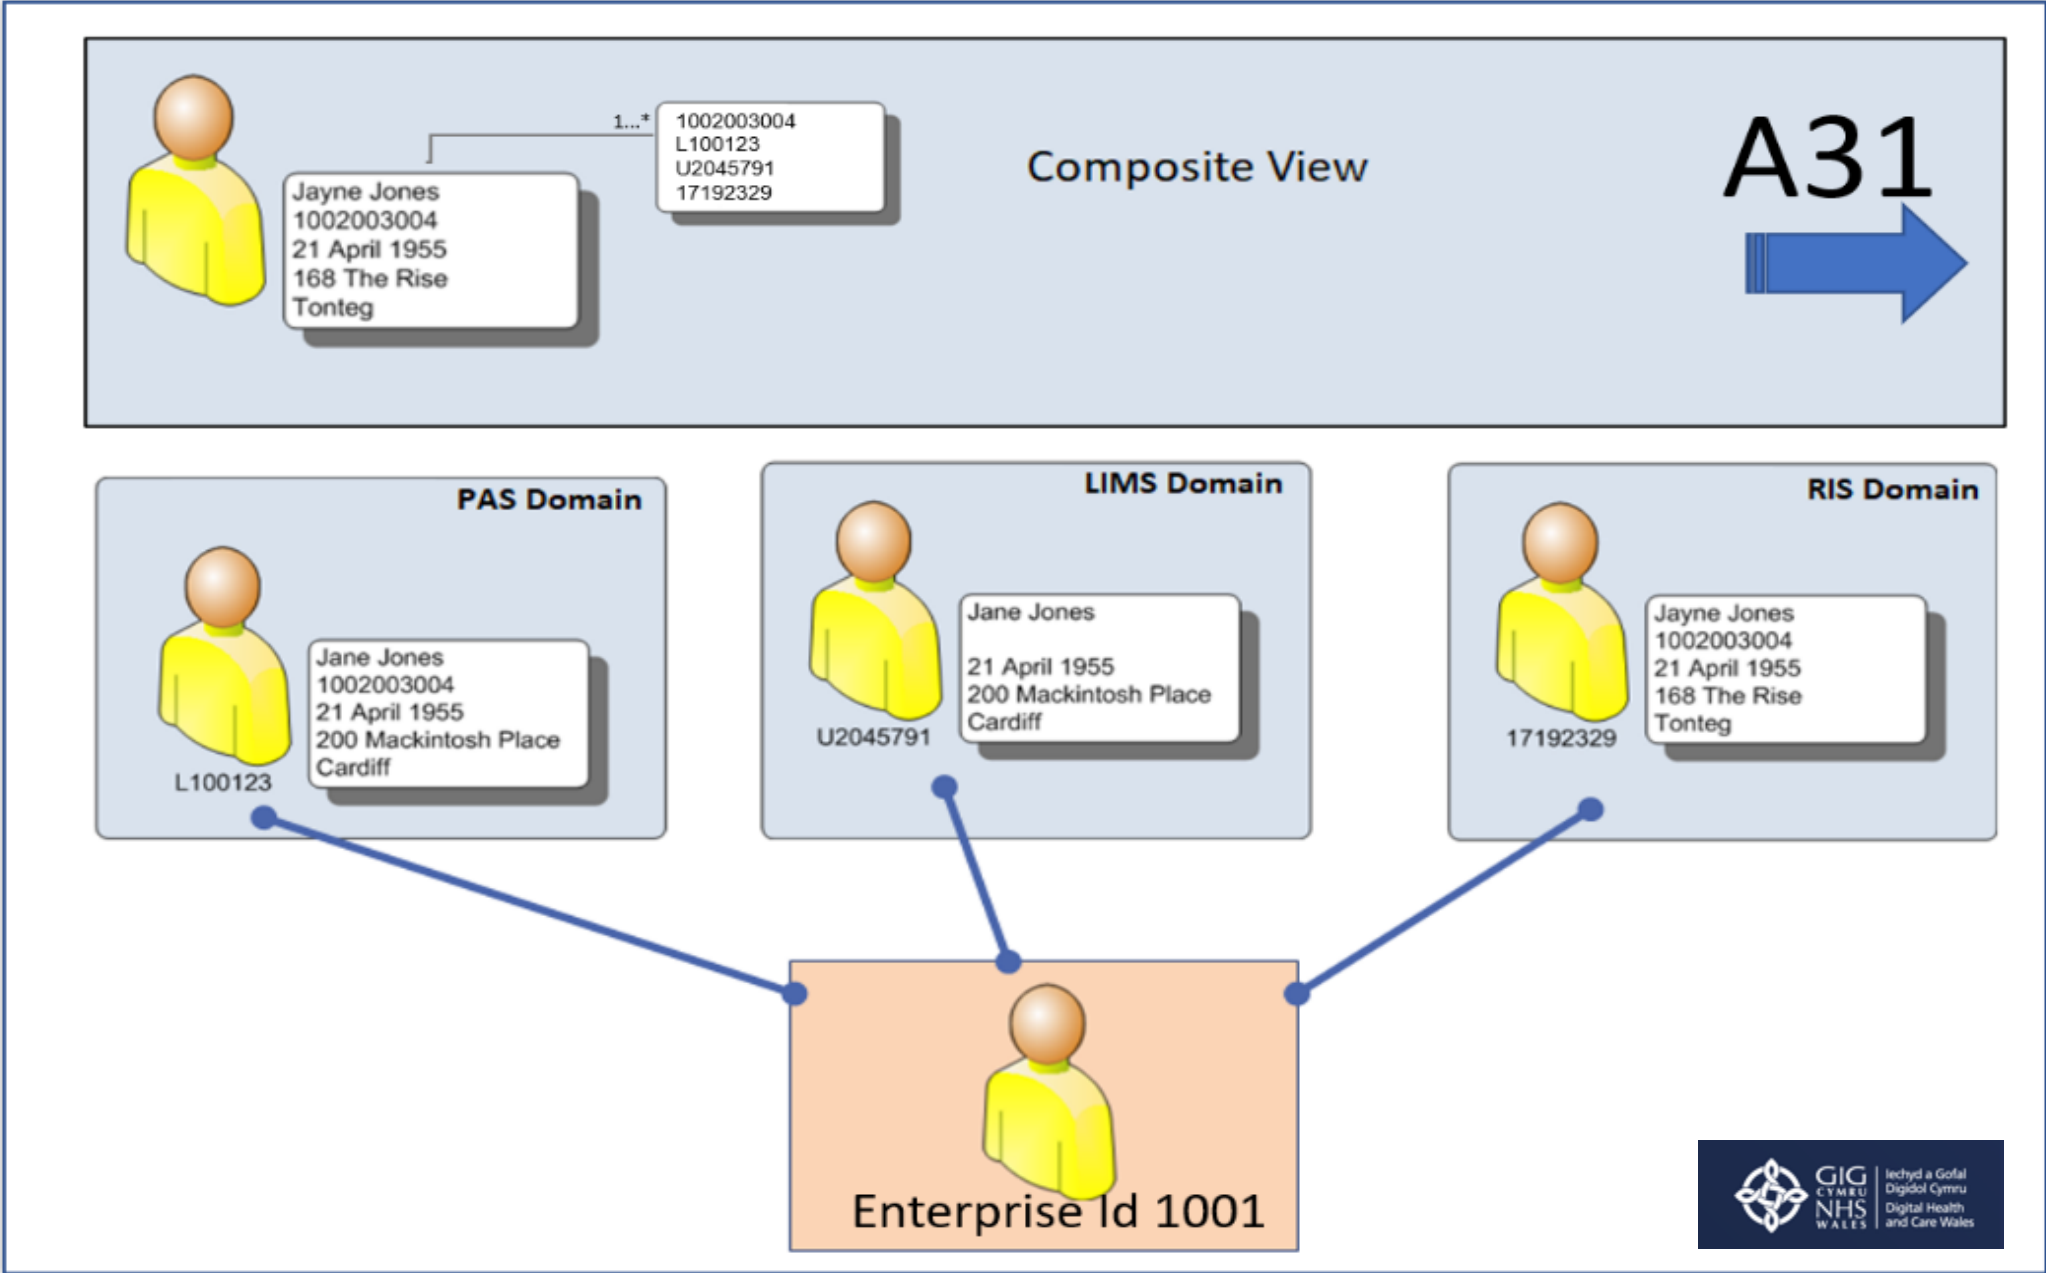 1...*
1002003004
L100123
U2045791
17192329
Composite View
A31
Jayne Jones
1002003004
21 April 1955
168 The Rise
Tonteg
PAS Domain
Jane Jones
1002003004
21 April 1955
200 Mackintosh Place
Cardiff
L100123
LIMS Domain
Jane Jones
21 April 1955
200 Mackintosh Place
Cardiff
U2045791
RIS Domain
Jayne Jones
1002003004
21 April 1955
168 The Rise
Tonteg
17192329
Enterprise Id 1001
GIG
CYMRU
NHS
WALES
Iechyd a Gofal
Digidol Cymru
Digital Health
and Care Wales